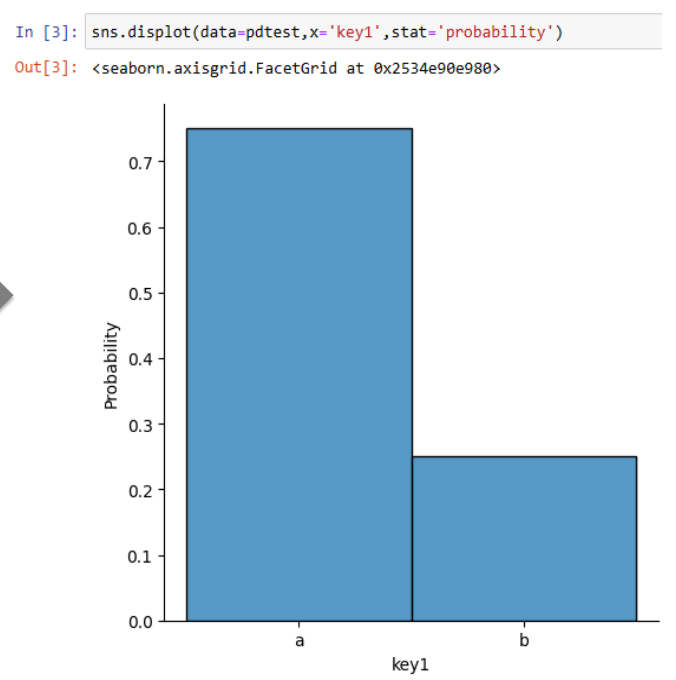 In [3]: sns.displot(data=pdtest,x='key1',stat='probability')
Out[3]: <seaborn.axisgrid.FacetGrid at 0x2534e90e980>
0.7
0.6
0.5
0.4
0.3
0.2
0.1
0.0
Probability
a b
key1